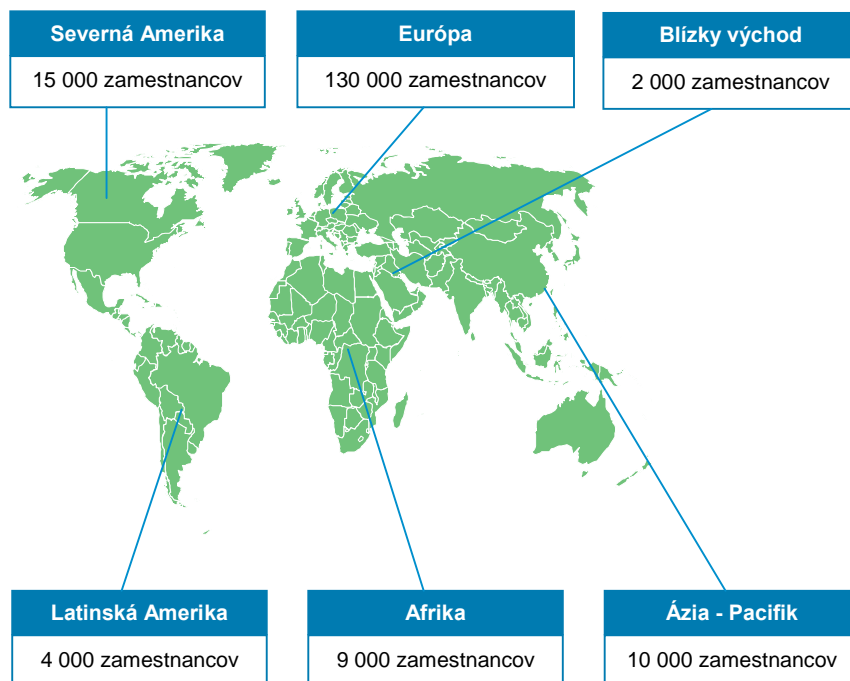 Severná Amerika
15 000 zamestnancov
Európa
130 000 zamestnancov
Blízky východ
2 000 zamestnancov
Latinská Amerika
4 000 zamestnancov
Afrika
9 000 zamestnancov
Ázia - Pacifik
10 000 zamestnancov